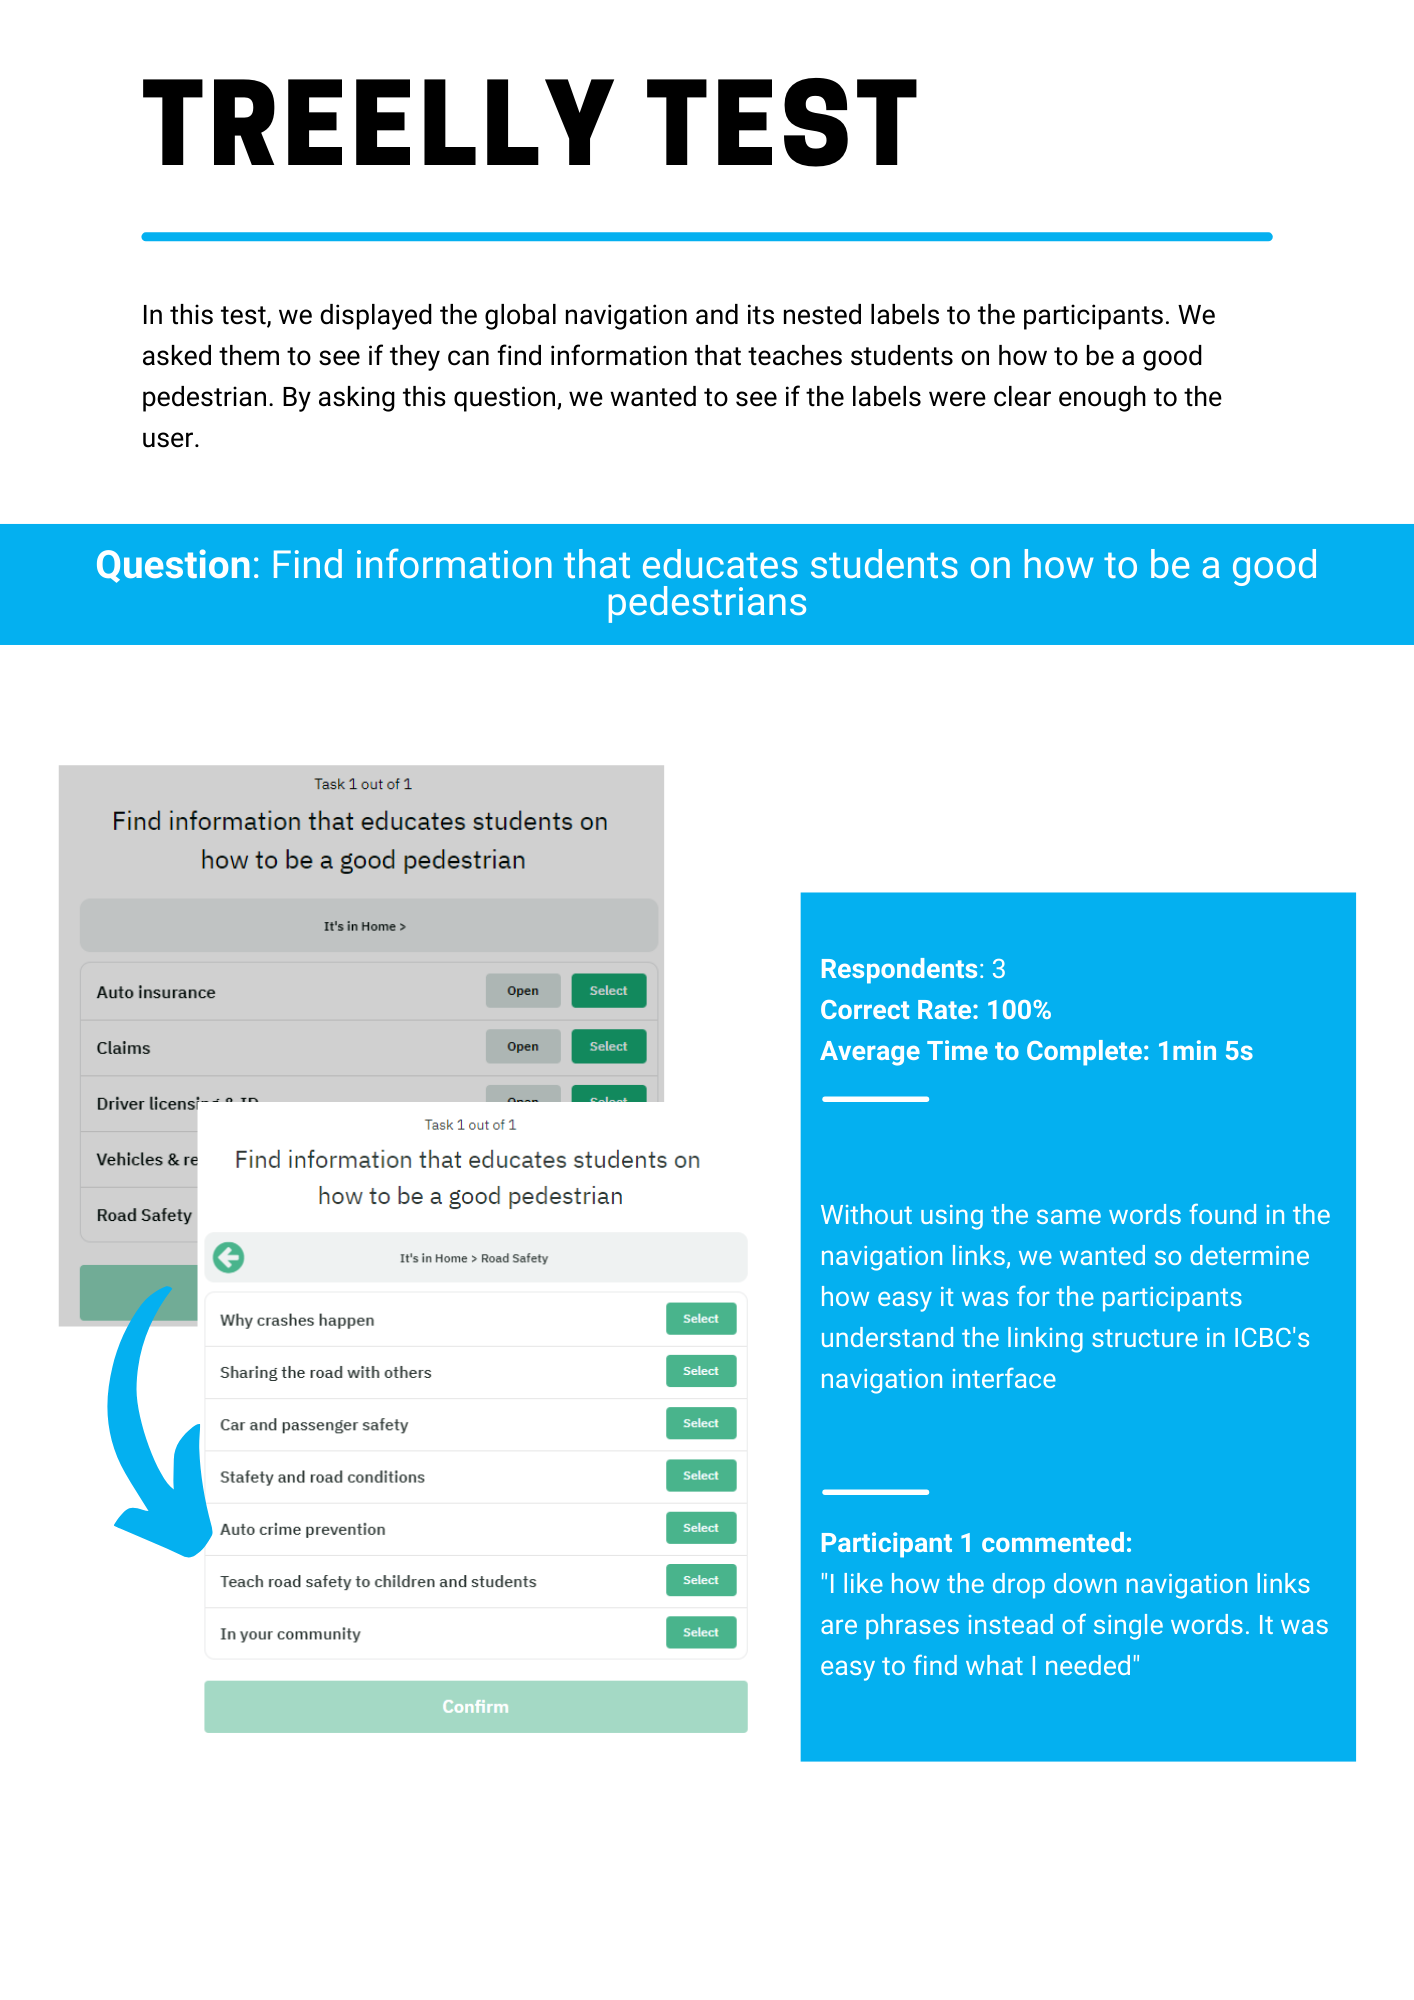 TREELLY TEST
In this test, we displayed the global navigation and its nested labels to the participants. We
asked them to see if they can find information that teaches students on how to be a good
pedestrian. By asking this question, we wanted to see if the labels were clear enough to the
user.
Question: Find information that educates students on how to be a good
pedestrians
Task 1 out of 1
Find information that educates students on
how to be a good pedestrian
It's in Home >
Auto insurance Open Select
Claims Open Select
Driver licensing & ID Open Select
Vehicles & re
Road Safety
Task 1 out of 1
Find information that educates students on
how to be a good pedestrian
It's in Home > Road Safety
Why crashes happen Select
Sharing the road with others Select
Car and passenger safety Select
Stafety and road conditions Select
Auto crime prevention Select
Teach road safety to children and students Select
In your community Select
Confirm
Respondents: 3
Correct Rate: 100%
Average Time to Complete: 1min 5s
Without using the same words found in the
navigation links, we wanted so determine
how easy it was for the participants
understand the linking structure in ICBC's
navigation interface
Participant 1 commented:
"I like how the drop down navigation links
are phrases instead of single words. It was
easy to find what I needed"